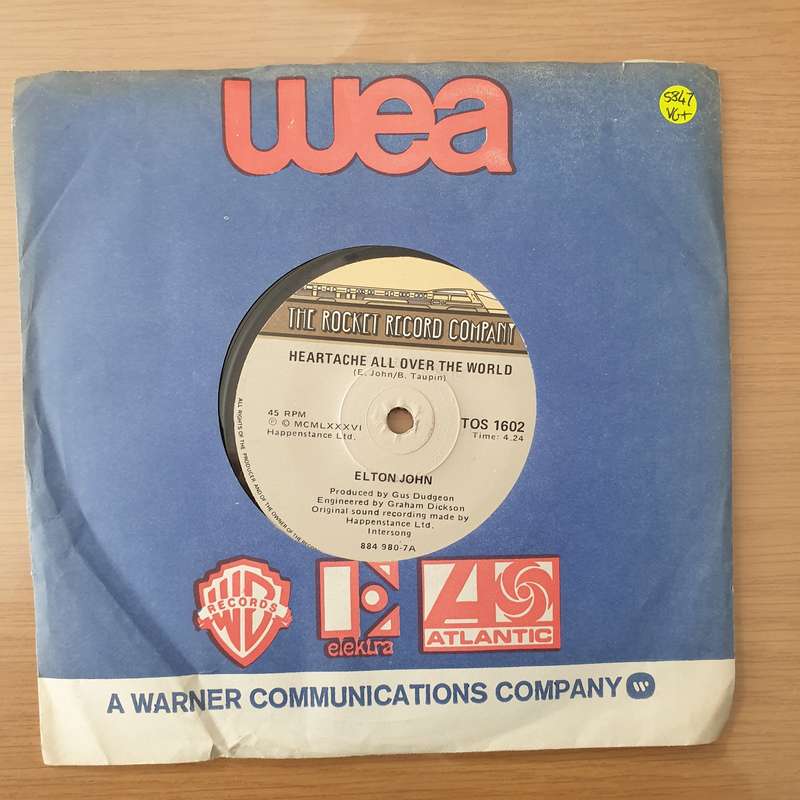 wea
5847
VG+
THE ROCKET RECORD COMPANY
HEARTACHE ALL OVER THE WORLD
(E. John/B. Taupin)
45 RPM
℗ © MCMLXXXVI
Happenstance Ltd.
TOS 1602
Time: 4.24
ELTON JOHN
Produced by Gus Dudgeon
Engineered by Graham Dickson
Original sound recording made by
Happenstance Ltd.
Intersong
884 980-7A
ALL RIGHTS OF THE PRODUCER AND OF THE OWNER OF THE RECORDED
WB
RECORDS
E
elektra
A
ATLANTIC
A WARNER COMMUNICATIONS COMPANY